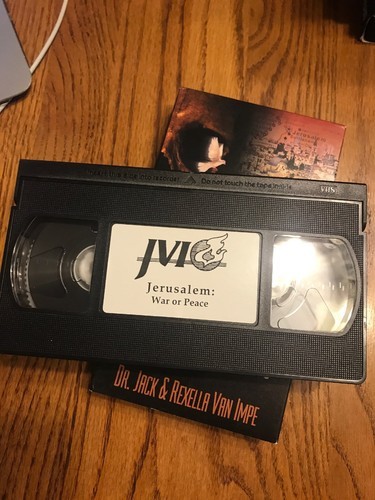 Do not touch the tape inside
VHS
JVI
Jerusalem:
War or Peace
DR. JACK & REXELLA VAN IMPE